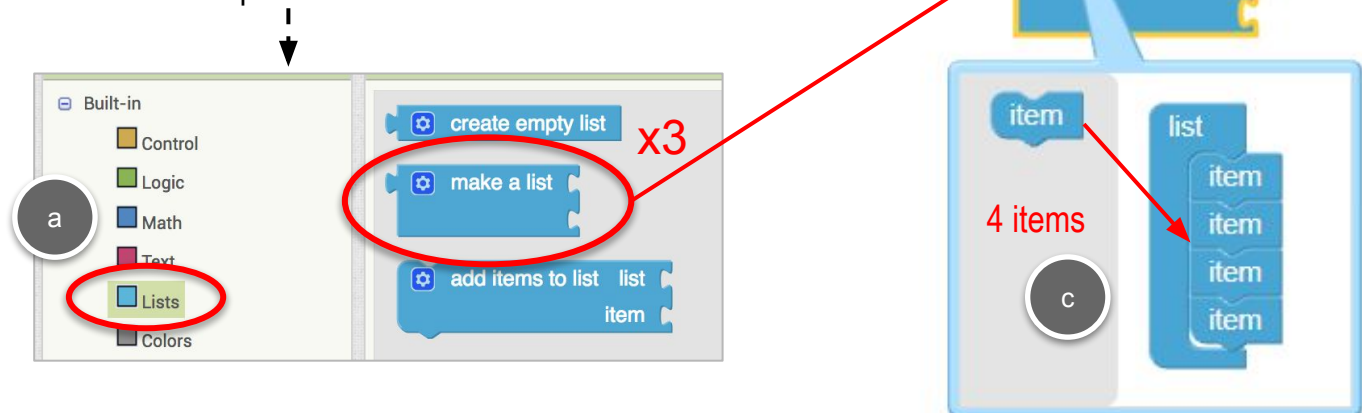 Built-in
Control
Logic
Math
Text
Lists
Colors
a
create empty list
x3
make a list
add items to list list
item
item
4 items
c
list
item
item
item
item